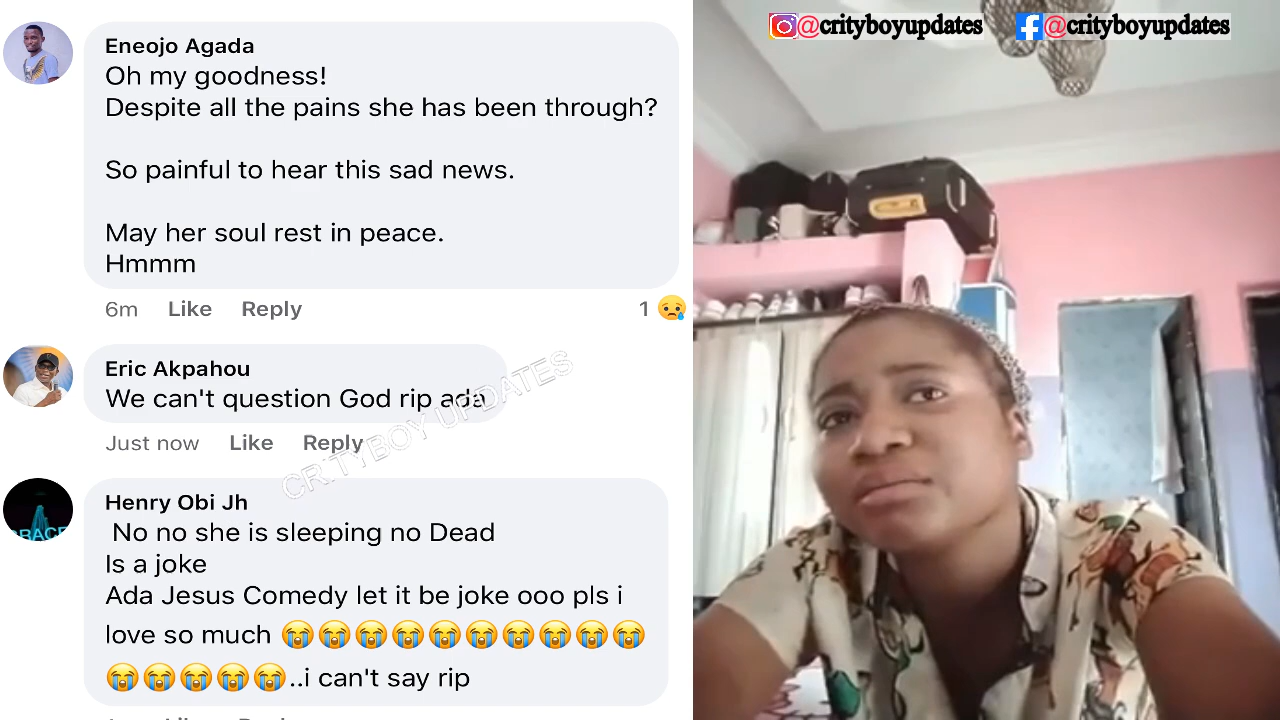 Eneojo Agada
Oh my goodness!
Despite all the pains she has been through?
So painful to hear this sad news.
May her soul rest in peace.
Hmmm
6m Like Reply 1 😢
Eric Akpahou
We can't question God rip ada
Just now Like Reply
Henry Obi Jh
No no she is sleeping no Dead
Is a joke
Ada Jesus Comedy let it be joke ooo pls i
love so much 😭😭😭😭😭😭😭😭😭😭
😭😭😭😭😭..i can't say rip
CRITYBOY UPDATES
@crityboyupdates @crityboyupdates